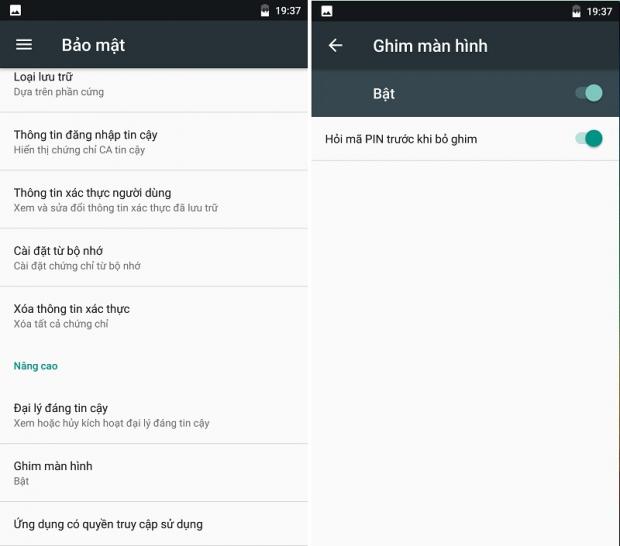 19:37
Bảo mật
Loại lưu trữ
Dựa trên phần cứng
Thông tin đăng nhập tin cậy
Hiển thị chứng chỉ CA tin cậy
Thông tin xác thực người dùng
Xem và sửa đổi thông tin xác thực đã lưu trữ
Cài đặt từ bộ nhớ
Cài đặt chứng chỉ từ bộ nhớ
Xóa thông tin xác thực
Xóa tất cả chứng chỉ
Nâng cao
Đại lý đáng tin cậy
Xem hoặc hủy kích hoạt đại lý đáng tin cậy
Ghim màn hình
Bật
Ứng dụng có quyền truy cập sử dụng
19:37
Ghim màn hình
Bật
Hỏi mã PIN trước khi bỏ ghim